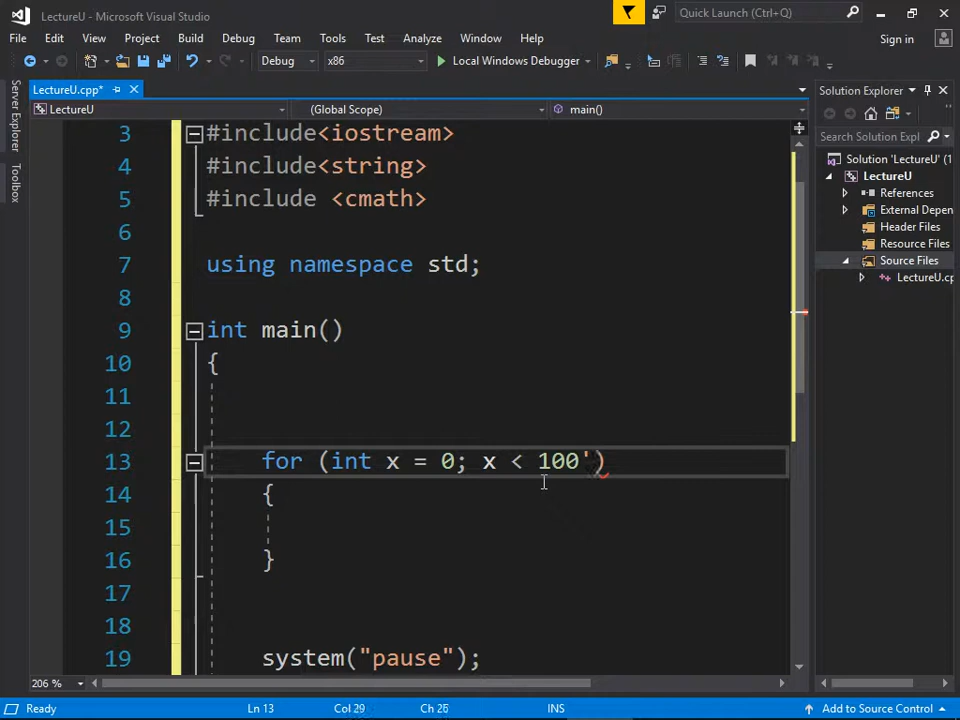 LectureU - Microsoft Visual Studio
Quick Launch (Ctrl+Q)
File Edit View Project Build Debug Team Tools Test Analyze Window Help Sign in
Debug x86 Local Windows Debugger
Server Explorer
Toolbox
LectureU.cpp*
LectureU (Global Scope) main()
3 #include<iostream>
4 #include<string>
5 #include <cmath>
6
7 using namespace std;
8
9 int main()
10 {
11
12
13 for (int x = 0; x < 100')
14 {
15
16 }
17
18
19 system("pause");
206 %
Solution Explorer
Search Solution Expl
Solution 'LectureU' (1
LectureU
References
External Depen
Header Files
Resource Files
Source Files
LectureU.cp
Ready Ln 13 Col 29 Ch 26 INS Add to Source Control